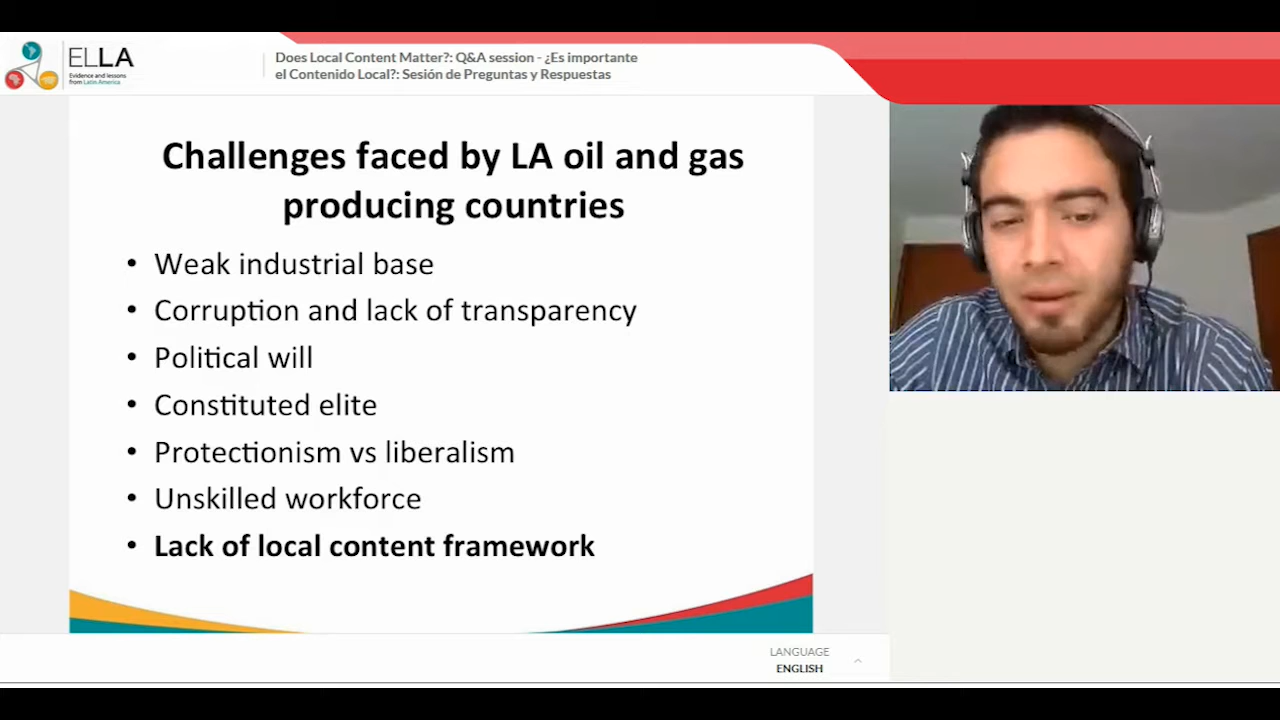 ELLA
Evidence and lessons
from Latin America
Does Local Content Matter?: Q&A session - ¿Es importante
el Contenido Local?: Sesión de Preguntas y Respuestas
Challenges faced by LA oil and gas
producing countries
• Weak industrial base
• Corruption and lack of transparency
• Political will
• Constituted elite
• Protectionism vs liberalism
• Unskilled workforce
• Lack of local content framework
LANGUAGE
ENGLISH